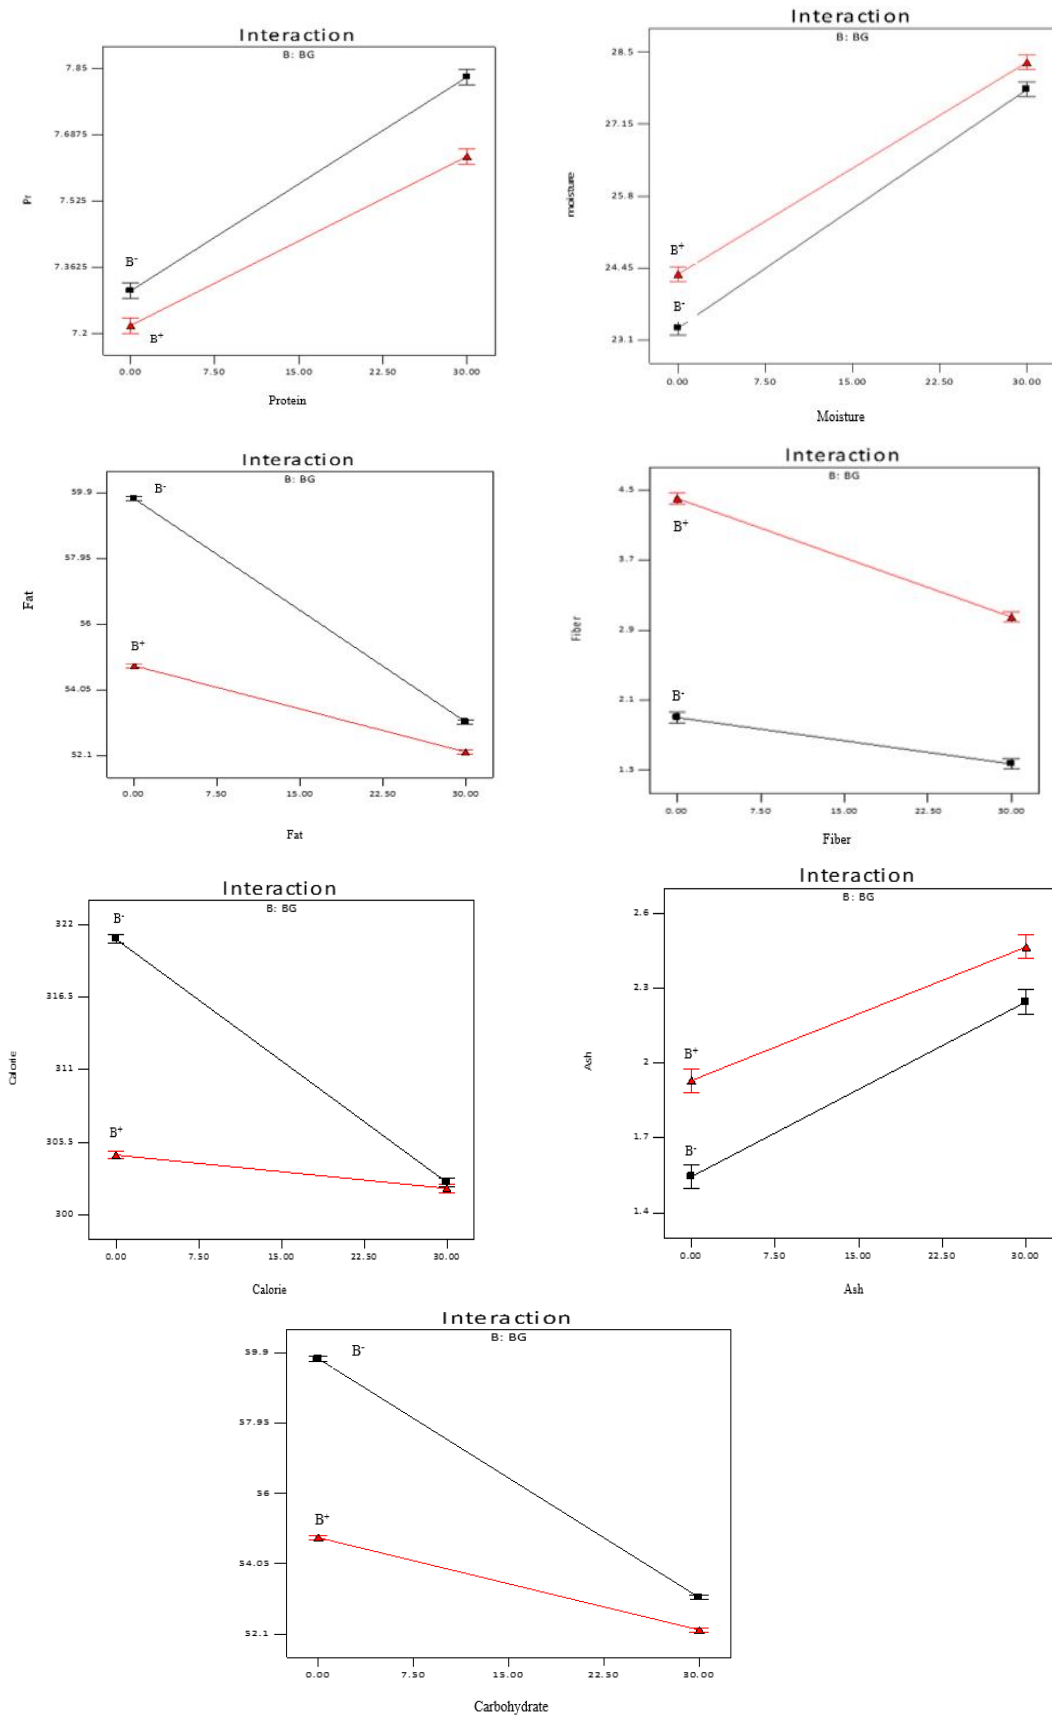 Interaction
B: BG
7.85
7.6875
7.525
7.3625
7.2
Pr
B-
B+
0.00 7.50 15.00 22.50 30.00
Protein
Interaction
B: BG
28.5
27.15
25.8
24.45
23.1
moisture
B+
B-
0.00 7.50 15.00 22.50 30.00
Moisture
Interaction
B: BG
59.9
57.95
56
54.05
52.1
Fat
B-
B+
0.00 7.50 15.00 22.50 30.00
Fat
Interaction
B: BG
4.5
3.7
2.9
2.1
1.3
Fiber
B+
B-
0.00 7.50 15.00 22.50 30.00
Fiber
Interaction
B: BG
322
316.5
311
305.5
300
Calorie
B-
B+
0.00 7.50 15.00 22.50 30.00
Calorie
Interaction
B: BG
2.6
2.3
2
1.7
1.4
Ash
B+
B-
0.00 7.50 15.00 22.50 30.00
Ash
Interaction
B: BG
59.9
57.95
56
54.05
52.1
B-
B+
0.00 7.50 15.00 22.50 30.00
Carbohydrate